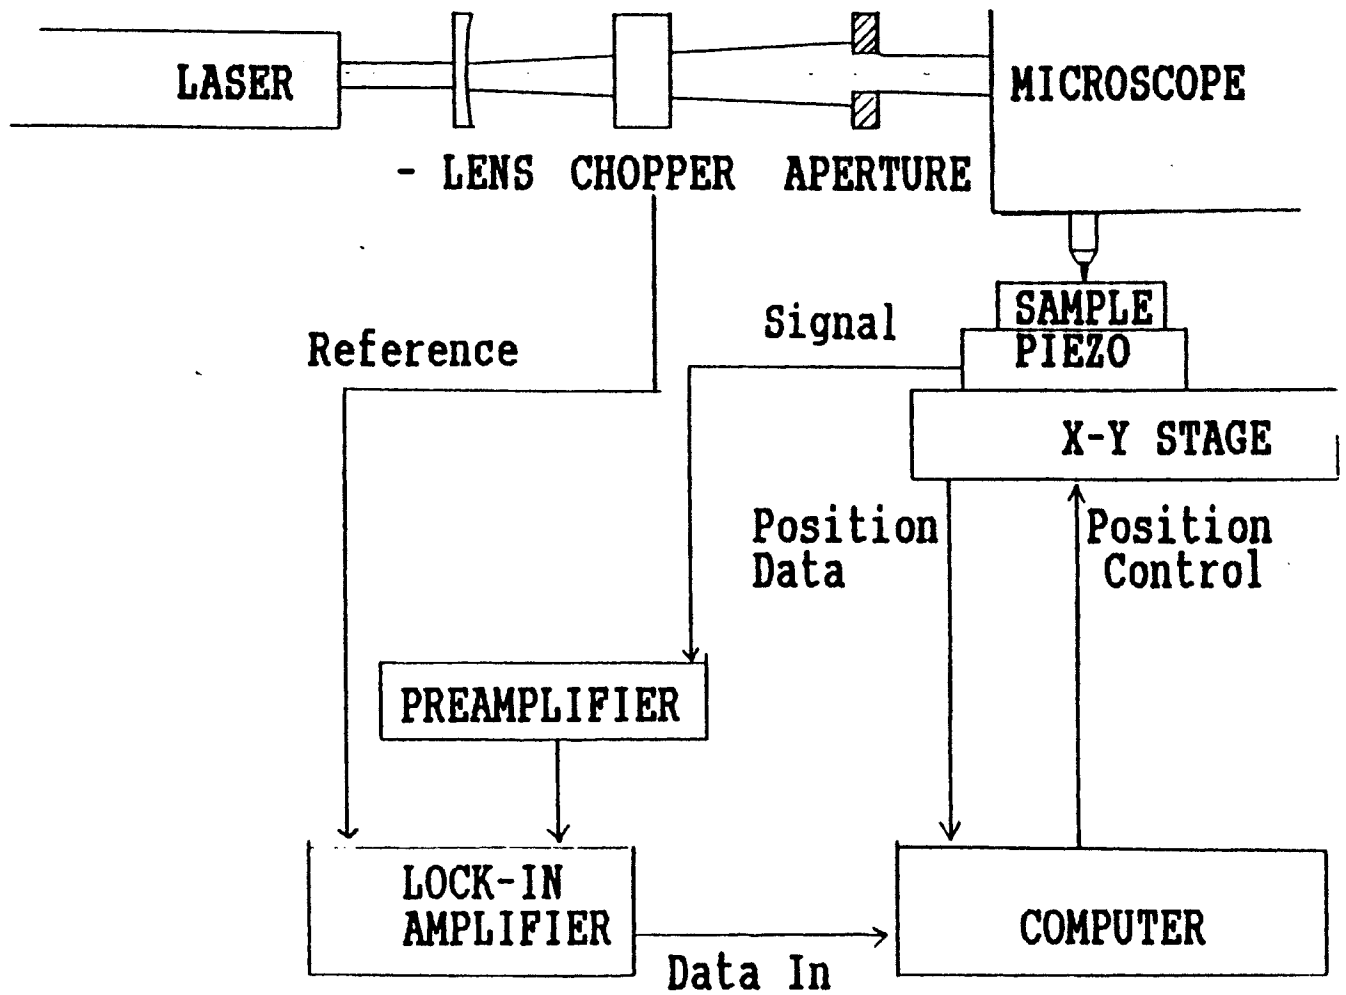 LASER
MICROSCOPE
- LENS CHOPPER APERTURE
SAMPLE
PIEZO
Signal
Reference
X-Y STAGE
Position
Data
Position
Control
PREAMPLIFIER
LOCK-IN
AMPLIFIER
COMPUTER
Data In